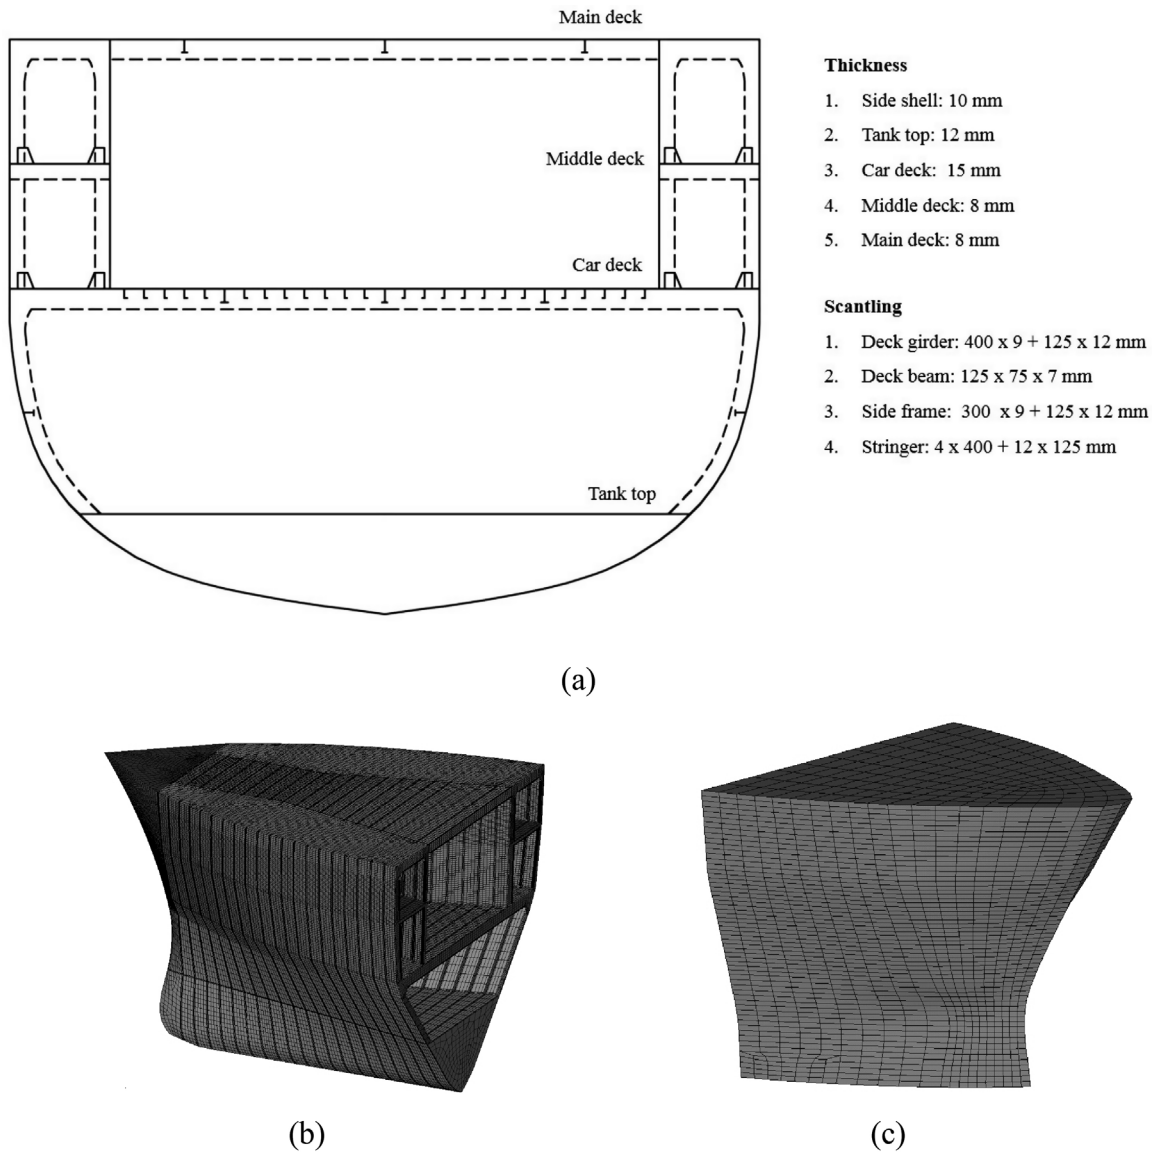 Main deck
Middle deck
Car deck
Tank top
Thickness
1. Side shell: 10 mm
2. Tank top: 12 mm
3. Car deck: 15 mm
4. Middle deck: 8 mm
5. Main deck: 8 mm
Scantling
1. Deck girder: 400 x 9 + 125 x 12 mm
2. Deck beam: 125 x 75 x 7 mm
3. Side frame: 300 x 9 + 125 x 12 mm
4. Stringer: 4 x 400 + 12 x 125 mm
(a)
(b)
(c)